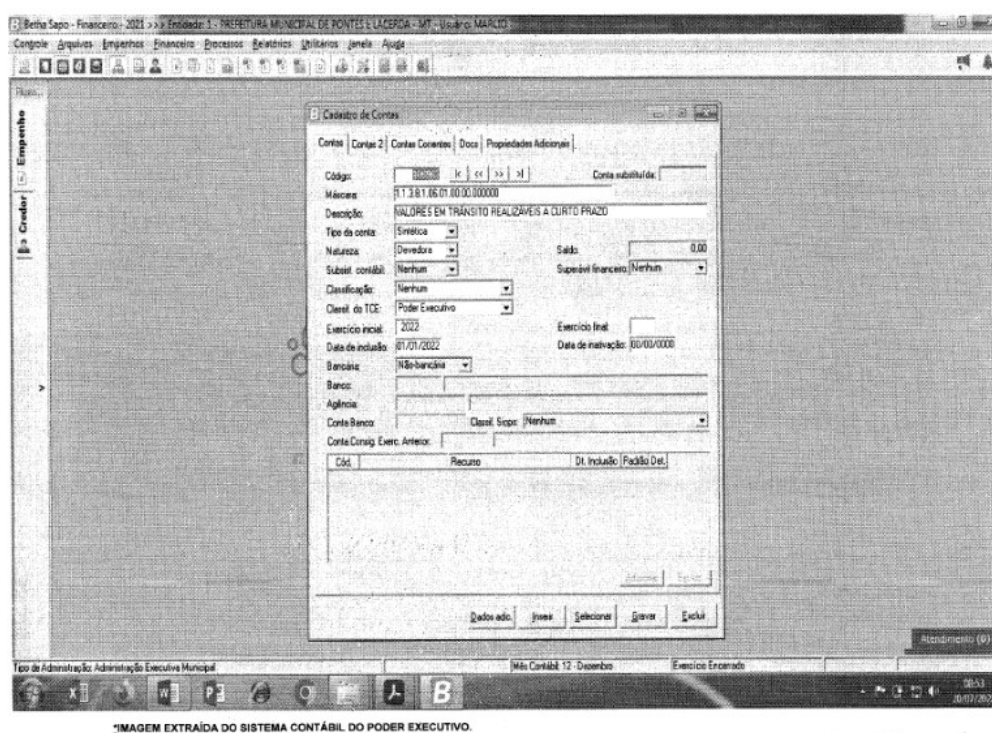 Betha Sapo - Financeiro - 2021 >>> Entidade: 1 - PREFEITURA MUNICIPAL DE PONTES E LACERDA - MT - Usuário: MARCIO
Controle Arquivos Empenhos Financeiro Processos Relatórios Utilitários Janela Ajuda
Empenho
Credor
Cadastro de Contas
Contas Contas 2 Contas Correntes Docs Propriedades Adicionais
Código: Conta substituída:
Máscara: 1.1.3.8.1.06.01.00.00.000000
Descrição: VALORES EM TRÂNSITO REALIZÁVEIS A CURTO PRAZO
Tipo da conta: Sintética
Natureza: Devedora Saldo: 0,00
Subsist. contábil: Nenhum Superávit financeiro: Nenhum
Classificação: Nenhum
Classif. do TCE: Poder Executivo
Exercício inicial: 2022 Exercício final:
Data de inclusão: 01/01/2022 Data de inativação: 00/00/0000
Bancária: Não-bancária
Banco:
Agência:
Conta Banco: Classif. Siops: Nenhum
Conta Consig. Exerc. Anterior:
Cód. Recurso Dt. Inclusão Padrão Det.
Dados adic. Inserir Selecionar Gravar Excluir
Atendimento (0)
Tipo de Administração: Administração Executiva Municipal Mês Contábil: 12 - Dezembro Exercício Encerrado
08:53
*IMAGEM EXTRAÍDA DO SISTEMA CONTÁBIL DO PODER EXECUTIVO.